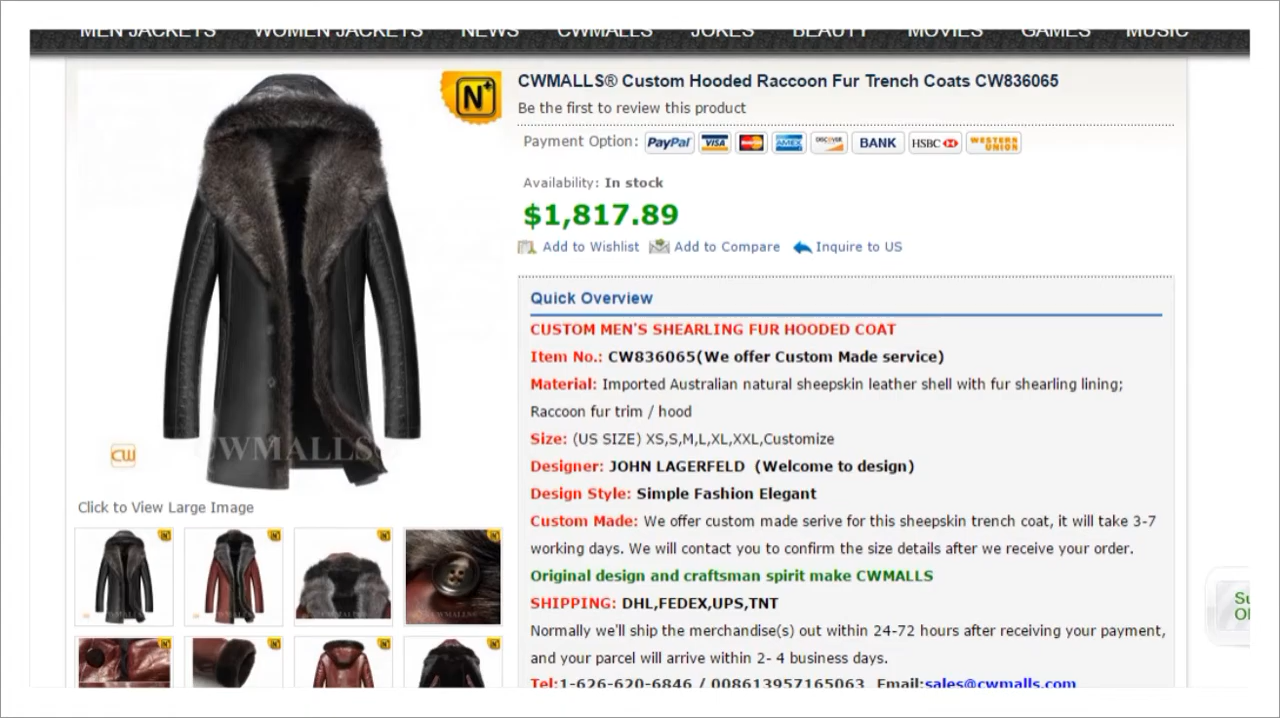 MEN JACKETS WOMEN JACKETS NEWS CWMALLS JOKES BEAUTY MOVIES GAMES MUSIC
N+
CWMALLS® Custom Hooded Raccoon Fur Trench Coats CW836065
Be the first to review this product
Payment Option: PayPal VISA MasterCard AMEX DISCOVER BANK HSBC WESTERN UNION
Availability: In stock
$1,817.89
Add to Wishlist Add to Compare Inquire to US
CW CWMALLS®
Click to View Large Image
Quick Overview
CUSTOM MEN'S SHEARLING FUR HOODED COAT
Item No.: CW836065(We offer Custom Made service)
Material: Imported Australian natural sheepskin leather shell with fur shearling lining;
Raccoon fur trim / hood
Size: (US SIZE) XS,S,M,L,XL,XXL,Customize
Designer: JOHN LAGERFELD (Welcome to design)
Design Style: Simple Fashion Elegant
Custom Made: We offer custom made serive for this sheepskin trench coat, it will take 3-7
working days. We will contact you to confirm the size details after we receive your order.
Original design and craftsman spirit make CWMALLS
SHIPPING: DHL,FEDEX,UPS,TNT
Normally we'll ship the merchandise(s) out within 24-72 hours after receiving your payment,
and your parcel will arrive within 2- 4 business days.
Tel:1-626-620-6846 / 008613957165063 Email:sales@cwmalls.com